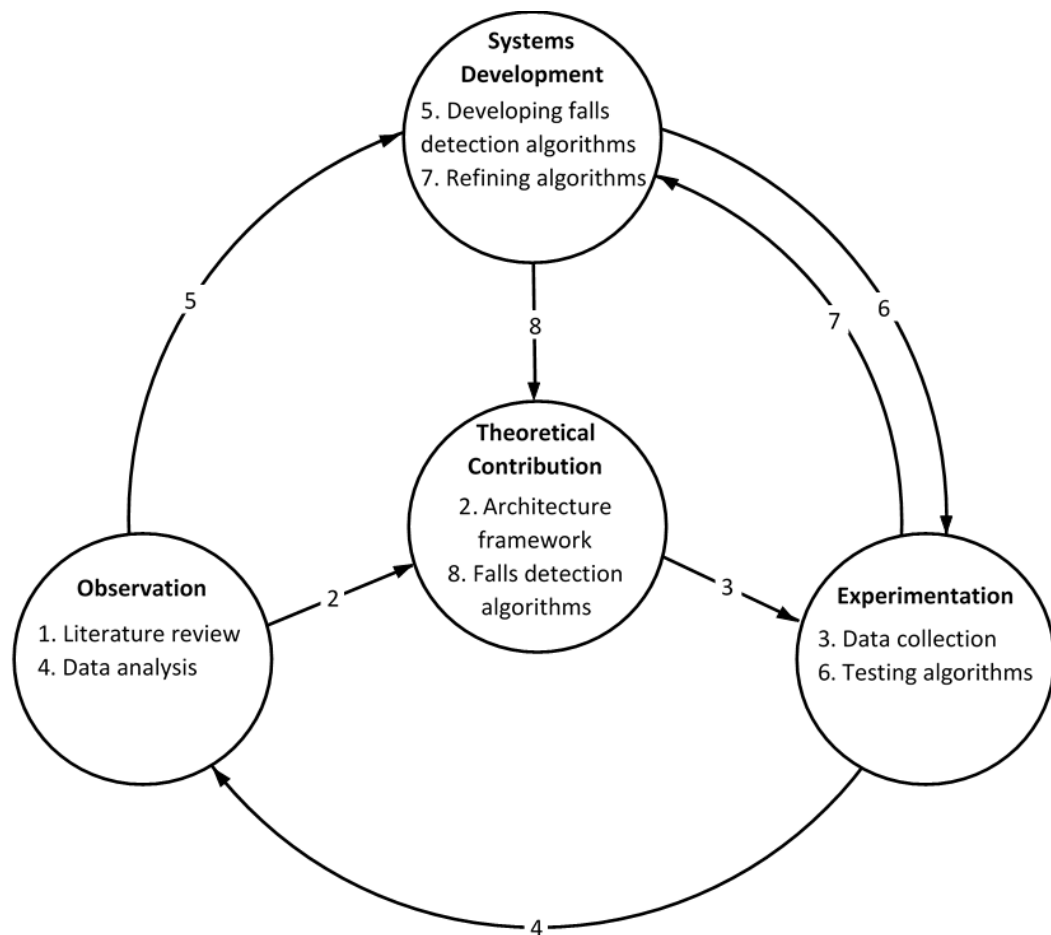 Systems
Development
5. Developing falls
detection algorithms
7. Refining algorithms
5
6
7
8
Theoretical
Contribution
2. Architecture
framework
8. Falls detection
algorithms
Observation
1. Literature review
4. Data analysis
2
3
Experimentation
3. Data collection
6. Testing algorithms
4